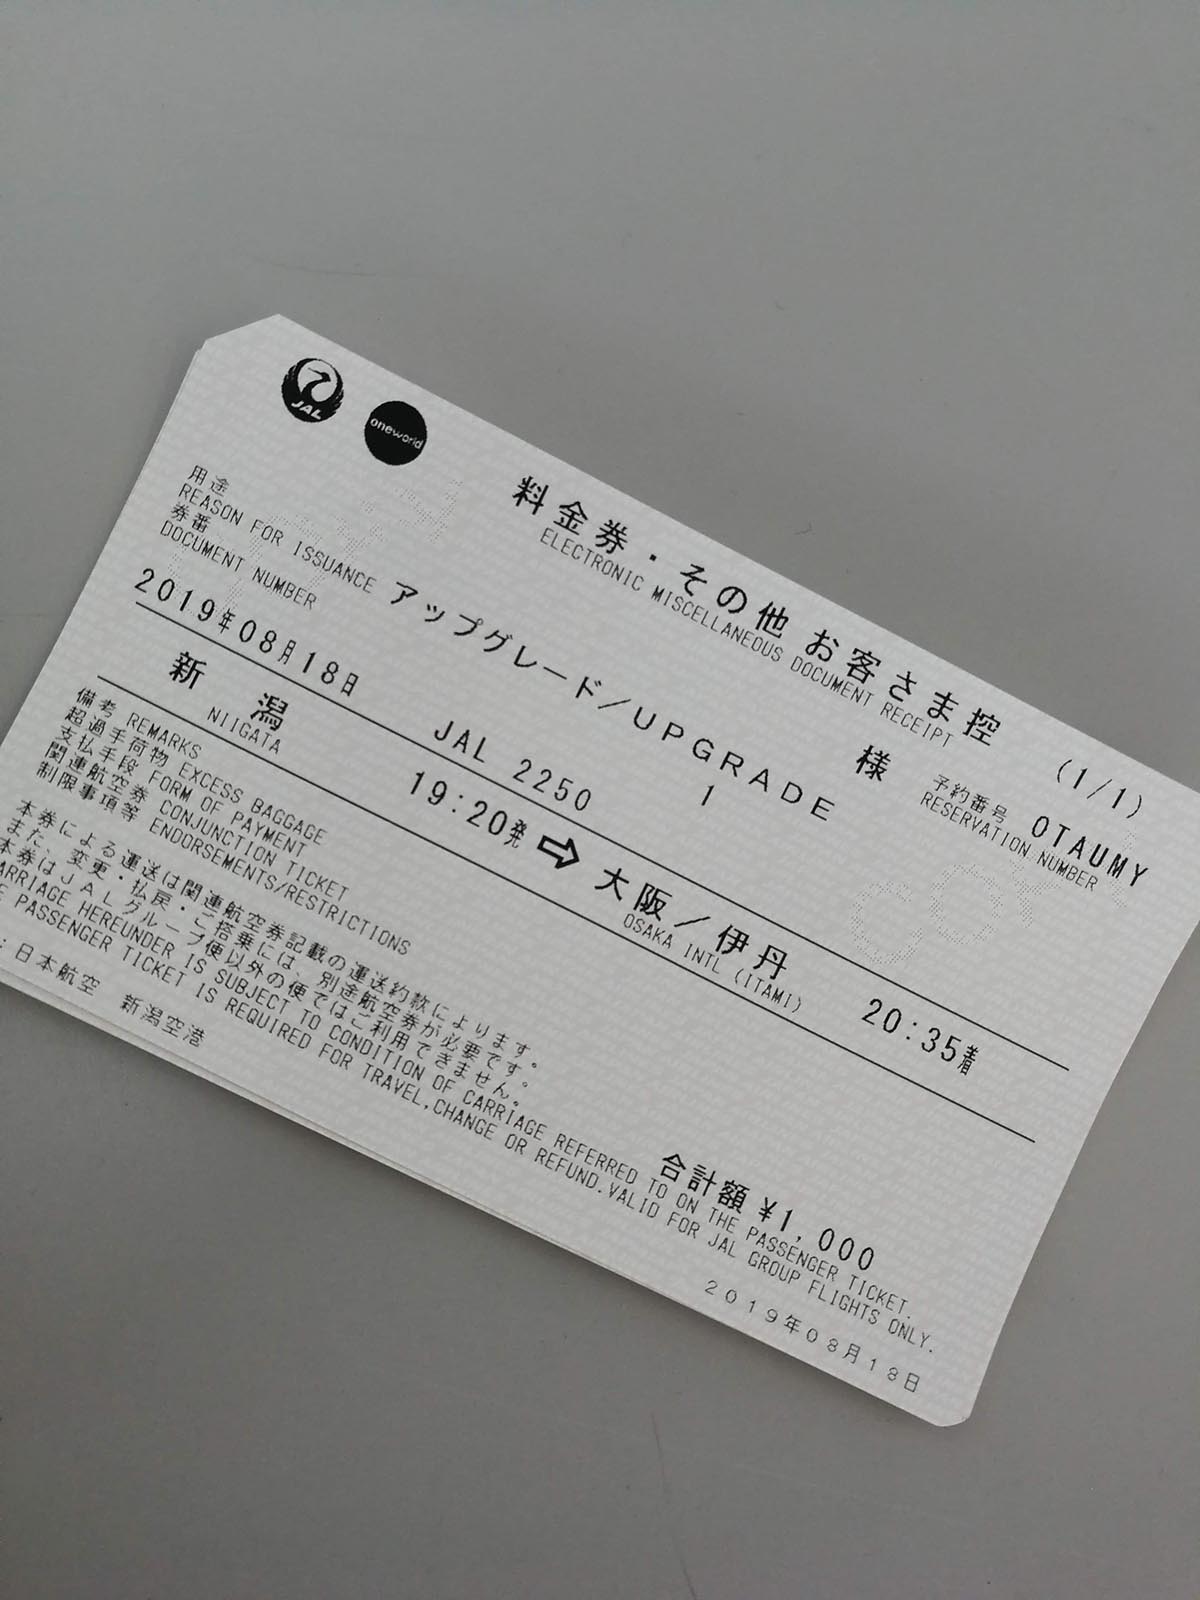 JAL
oneworld
料金券・その他 お客さま控 (1/1)
ELECTRONIC MISCELLANEOUS DOCUMENT RECEIPT
様
予約番号 OTAUMY
RESERVATION NUMBER
用途
REASON FOR ISSUANCE アップグレード/UPGRADE
券番
DOCUMENT NUMBER 1
2019年08月18日 JAL 2250
新潟 19:20発 ⇨ 大阪/伊丹 20:35着
NIIGATA OSAKA INTL (ITAMI)
備考 REMARKS
超過手荷物 EXCESS BAGGAGE
支払手段 FORM OF PAYMENT
関連航空券 CONJUNCTION TICKET
制限事項等 ENDORSEMENTS/RESTRICTIONS
合計額 ¥1,000
本券による運送は関連航空券記載の運送約款によります。
また、変更・払戻・ご搭乗には、別途航空券が必要です。
本券はJALグループ便以外の便ではご利用できません。
CARRIAGE HEREUNDER IS SUBJECT TO CONDITION OF CARRIAGE REFERRED TO ON THE PASSENGER TICKET.
PASSENGER TICKET IS REQUIRED FOR TRAVEL,CHANGE OR REFUND.VALID FOR JAL GROUP FLIGHTS ONLY.
:日本航空 新潟空港 2019年08月18日